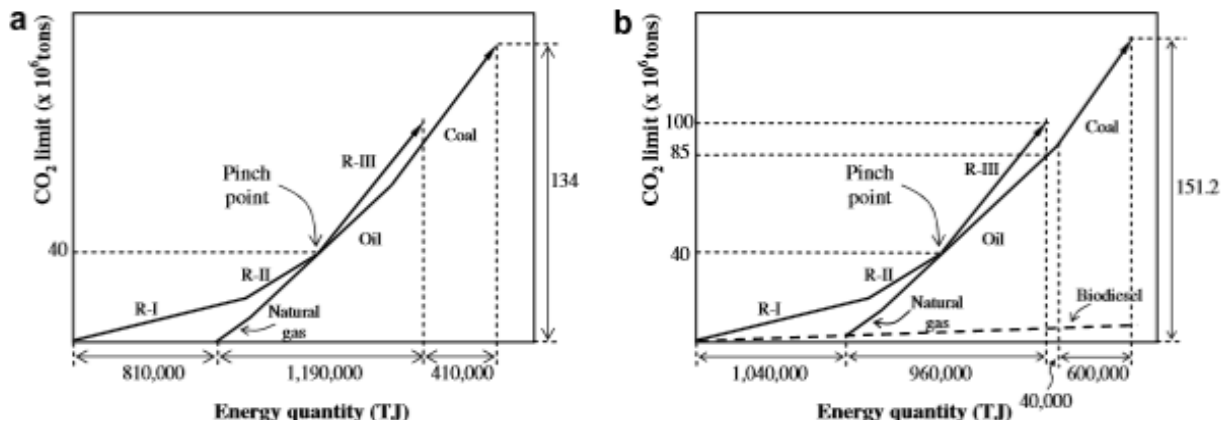 a
CO2 limit (x 10^6 tons)
40
Pinch
point
R-I
R-II
R-III
Natural
gas
Oil
Coal
134
810,000
1,190,000
410,000
Energy quantity (TJ)
b
CO2 limit (x 10^6 tons)
100
85
40
Pinch
point
R-I
R-II
R-III
Natural
gas
Oil
Coal
Biodiesel
151.2
1,040,000
960,000
40,000
600,000
Energy quantity (TJ)